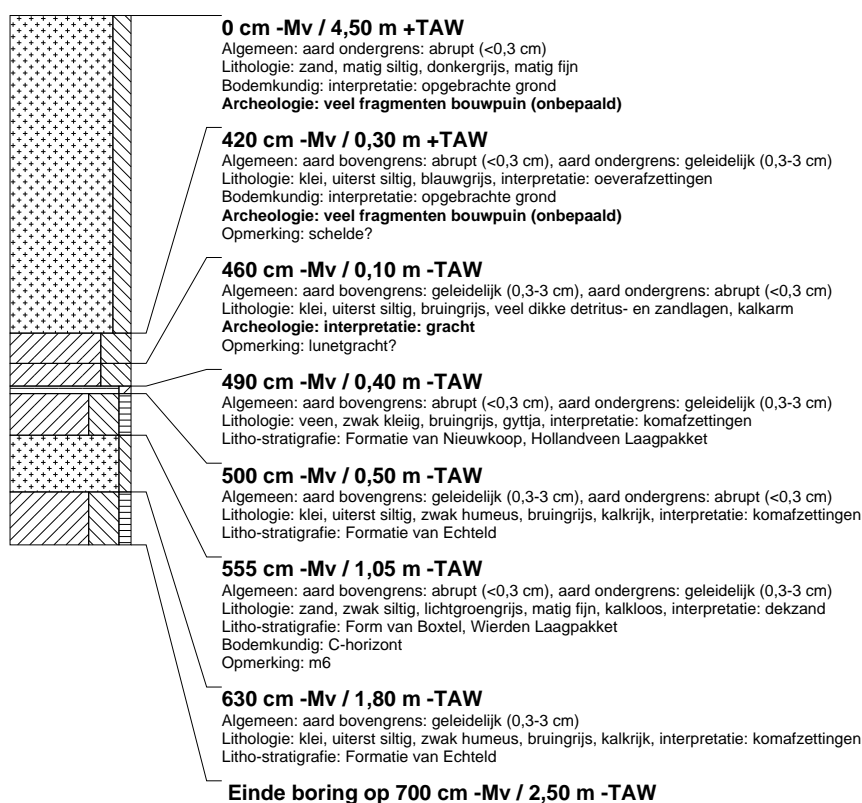 0 cm -Mv / 4,50 m +TAW
Algemeen: aard ondergrens: abrupt (<0,3 cm)
Lithologie: zand, matig siltig, donkergrijs, matig fijn
Bodemkundig: interpretatie: opgebrachte grond
Archeologie: veel fragmenten bouwpuin (onbepaald)
420 cm -Mv / 0,30 m +TAW
Algemeen: aard bovengrens: abrupt (<0,3 cm), aard ondergrens: geleidelijk (0,3-3 cm)
Lithologie: klei, uiterst siltig, blauwgrijs, interpretatie: oeverafzettingen
Bodemkundig: interpretatie: opgebrachte grond
Archeologie: veel fragmenten bouwpuin (onbepaald)
Opmerking: schelde?
460 cm -Mv / 0,10 m -TAW
Algemeen: aard bovengrens: geleidelijk (0,3-3 cm), aard ondergrens: abrupt (<0,3 cm)
Lithologie: klei, uiterst siltig, bruingrijs, veel dikke detritus- en zandlagen, kalkarm
Archeologie: interpretatie: gracht
Opmerking: lunetgracht?
490 cm -Mv / 0,40 m -TAW
Algemeen: aard bovengrens: abrupt (<0,3 cm), aard ondergrens: geleidelijk (0,3-3 cm)
Lithologie: veen, zwak kleiig, bruingrijs, gyttja, interpretatie: komafzettingen
Litho-stratigrafie: Formatie van Nieuwkoop, Hollandveen Laagpakket
500 cm -Mv / 0,50 m -TAW
Algemeen: aard bovengrens: geleidelijk (0,3-3 cm), aard ondergrens: abrupt (<0,3 cm)
Lithologie: klei, uiterst siltig, zwak humeus, bruingrijs, kalkrijk, interpretatie: komafzettingen
Litho-stratigrafie: Formatie van Echteld
555 cm -Mv / 1,05 m -TAW
Algemeen: aard bovengrens: abrupt (<0,3 cm), aard ondergrens: geleidelijk (0,3-3 cm)
Lithologie: zand, zwak siltig, lichtgroengrijs, matig fijn, kalkloos, interpretatie: dekzand
Litho-stratigrafie: Form van Boxtel, Wierden Laagpakket
Bodemkundig: C-horizont
Opmerking: m6
630 cm -Mv / 1,80 m -TAW
Algemeen: aard bovengrens: geleidelijk (0,3-3 cm)
Lithologie: klei, uiterst siltig, zwak humeus, bruingrijs, kalkrijk, interpretatie: komafzettingen
Litho-stratigrafie: Formatie van Echteld
Einde boring op 700 cm -Mv / 2,50 m -TAW